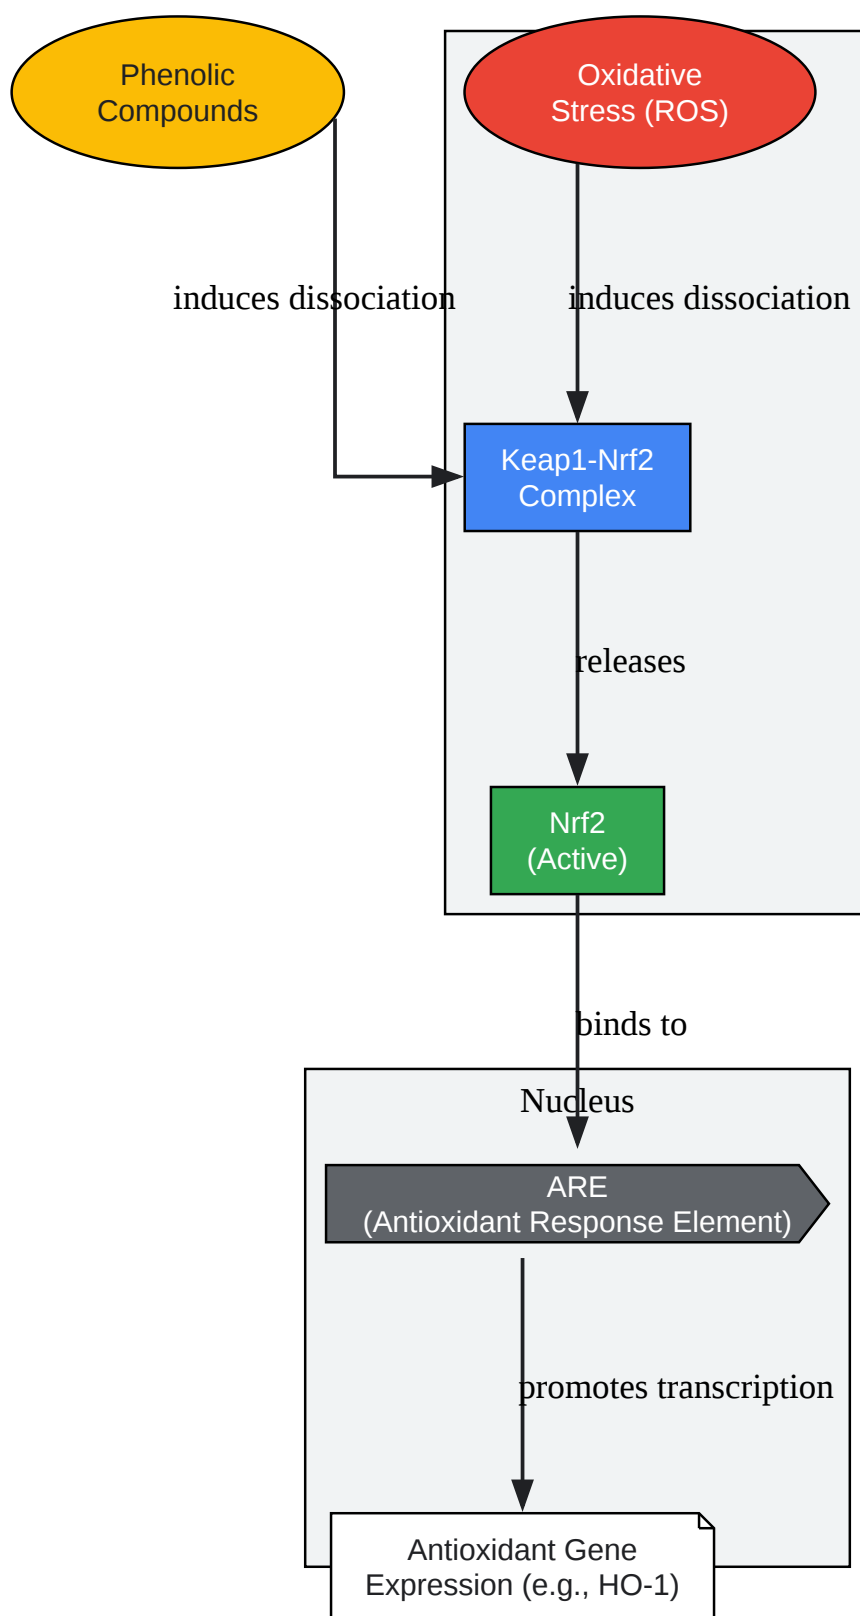 Phenolic
Compounds
Oxidative
Stress (ROS)
induces dissociation
induces dissociation
Keap1-Nrf2
Complex
releases
Nrf2
(Active)
binds to
Nucleus
ARE
(Antioxidant Response Element)
promotes transcription
Antioxidant Gene
Expression (e.g., HO-1)